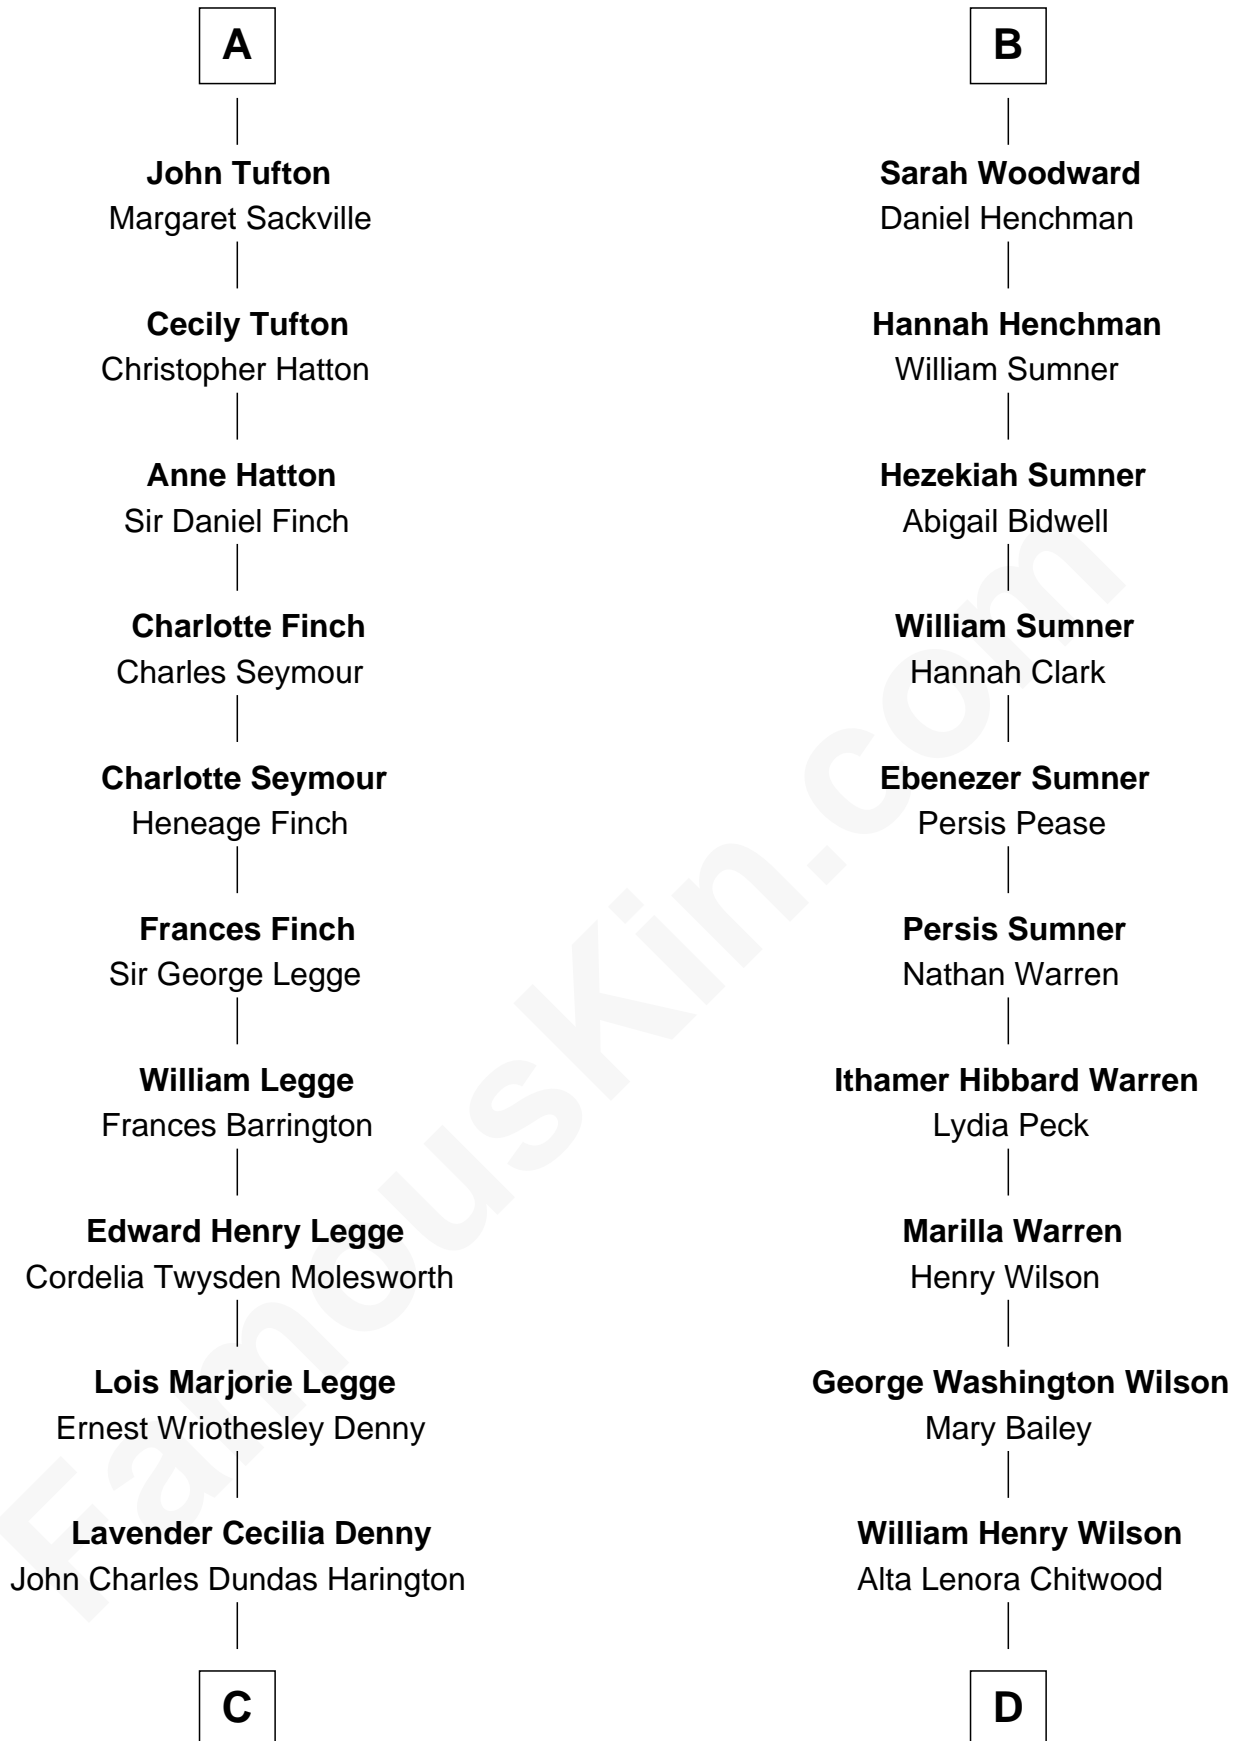 A
John Tufton
Margaret Sackville
Cecily Tufton
Christopher Hatton
Anne Hatton
Sir Daniel Finch
Charlotte Finch
Charles Seymour
Charlotte Seymour
Heneage Finch
Frances Finch
Sir George Legge
William Legge
Frances Barrington
Edward Henry Legge
Cordelia Twysden Molesworth
Lois Marjorie Legge
Ernest Wriothesley Denny
Lavender Cecilia Denny
John Charles Dundas Harington
C
B
Sarah Woodward
Daniel Henchman
Hannah Henchman
William Sumner
Hezekiah Sumner
Abigail Bidwell
William Sumner
Hannah Clark
Ebenezer Sumner
Persis Pease
Persis Sumner
Nathan Warren
Ithamer Hibbard Warren
Lydia Peck
Marilla Warren
Henry Wilson
George Washington Wilson
Mary Bailey
William Henry Wilson
Alta Lenora Chitwood
D
FamousKin.com